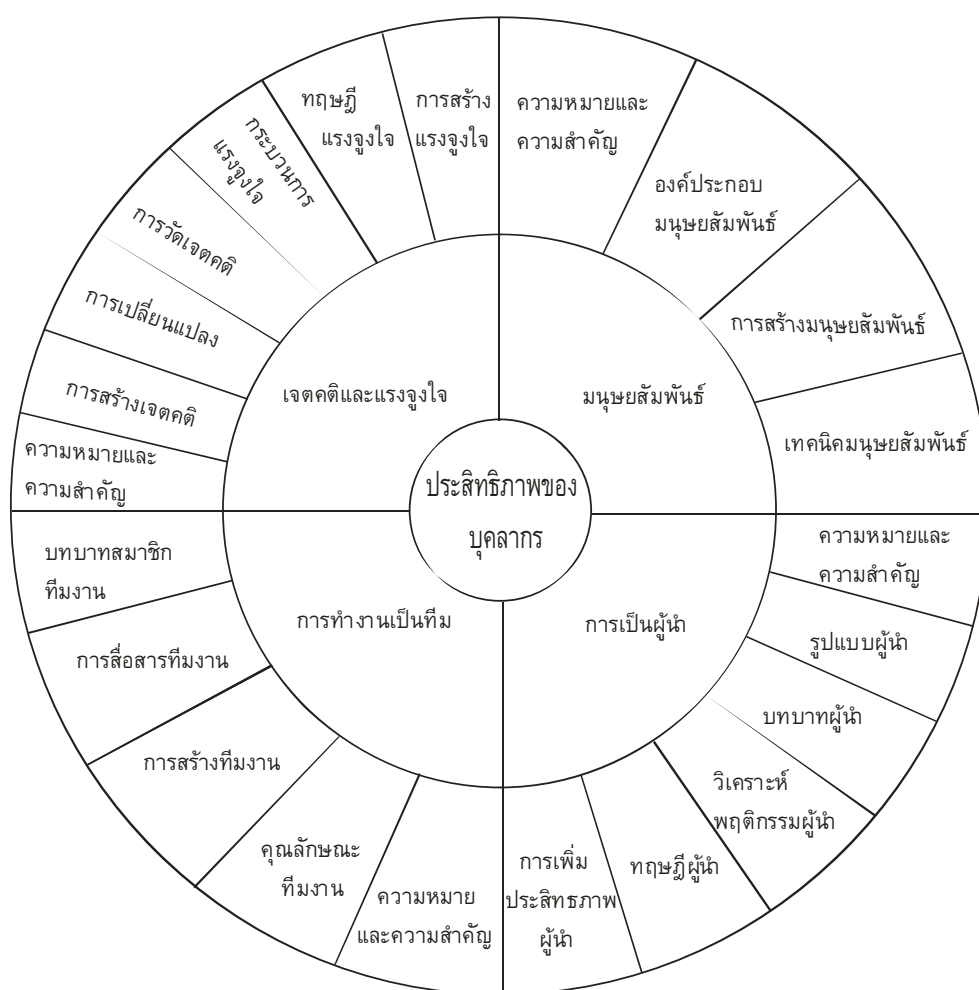 ประสิทธิภาพของ
บุคลากร
มนุษยสัมพันธ์
ความหมายและ
ความสำคัญ
องค์ประกอบ
มนุษยสัมพันธ์
การสร้างมนุษยสัมพันธ์
เทคนิคมนุษยสัมพันธ์
การเป็นผู้นำ
ความหมายและ
ความสำคัญ
รูปแบบผู้นำ
บทบาทผู้นำ
วิเคราะห์
พฤติกรรมผู้นำ
ทฤษฎีผู้นำ
การเพิ่ม
ประสิทธภาพ
ผู้นำ
การทำงานเป็นทีม
ความหมาย
และความสำคัญ
คุณลักษณะ
ทีมงาน
การสร้างทีมงาน
การสื่อสารทีมงาน
บทบาทสมาชิก
ทีมงาน
เจตคติและแรงจูงใจ
ความหมายและ
ความสำคัญ
การสร้างเจตคติ
การเปลี่ยนแปลง
การวัดเจตคติ
กระบวนการ
แรงจูงใจ
ทฤษฎี
แรงจูงใจ
การสร้าง
แรงจูงใจ